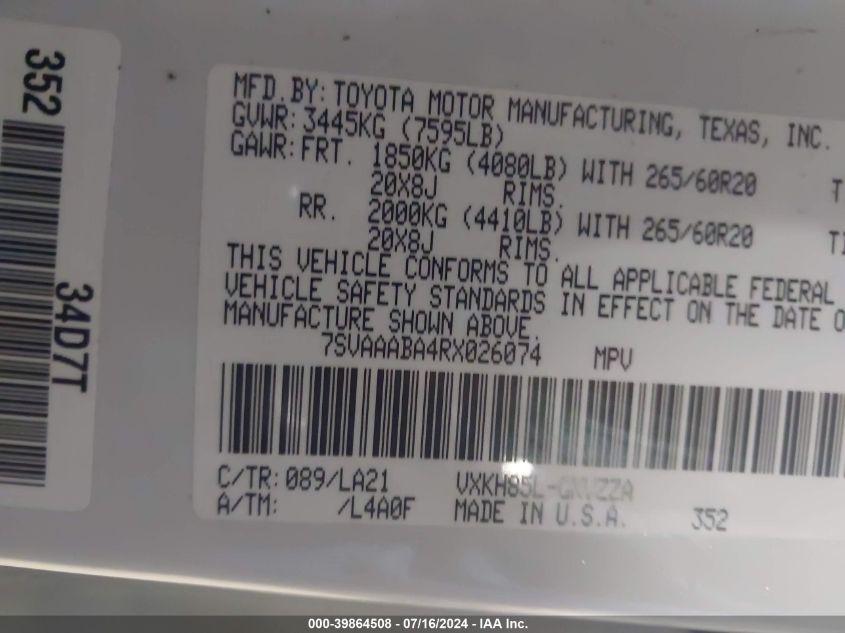 352
34D7T
MFD.BY: TOYOTA MOTOR MANUFACTURING, TEXAS, INC.
GVWR: 3445KG (7595LB)
GAWR: FRT. 1850KG (4080LB) WITH 265/60R20
20X8J RIMS.
RR. 2000KG (4410LB) WITH 265/60R20
20X8J RIMS.
THIS VEHICLE CONFORMS TO ALL APPLICABLE FEDERAL
VEHICLE SAFETY STANDARDS IN EFFECT ON THE DATE O
MANUFACTURE SHOWN ABOVE.
7SVAAABA4RX026074 MPV
C/TR: 089/LA21
A/TM: /L4A0F MADE IN U.S.A. 352
000-39864508 - 07/16/2024 - IAA Inc.